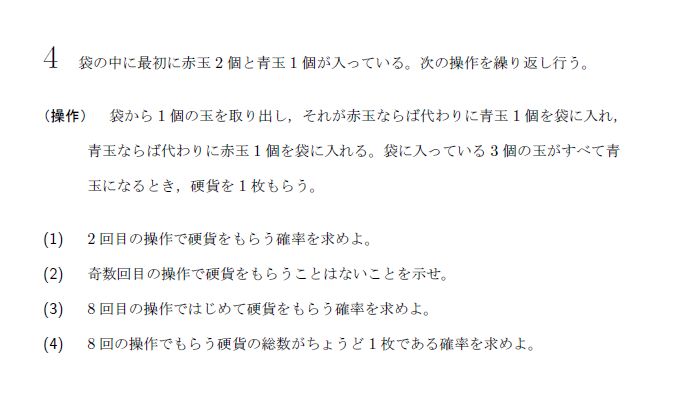 4 袋の中に最初に赤玉 2 個と青玉 1 個が入っている。次の操作を繰り返し行う。
(操作) 袋から 1 個の玉を取り出し，それが赤玉ならば代わりに青玉 1 個を袋に入れ，
青玉ならば代わりに赤玉 1 個を袋に入れる。袋に入っている 3 個の玉がすべて青
玉になるとき，硬貨を 1 枚もらう。
(1) 2 回目の操作で硬貨をもらう確率を求めよ。
(2) 奇数回目の操作で硬貨をもらうことはないことを示せ。
(3) 8 回目の操作ではじめて硬貨をもらう確率を求めよ。
(4) 8 回の操作でもらう硬貨の総数がちょうど 1 枚である確率を求めよ。